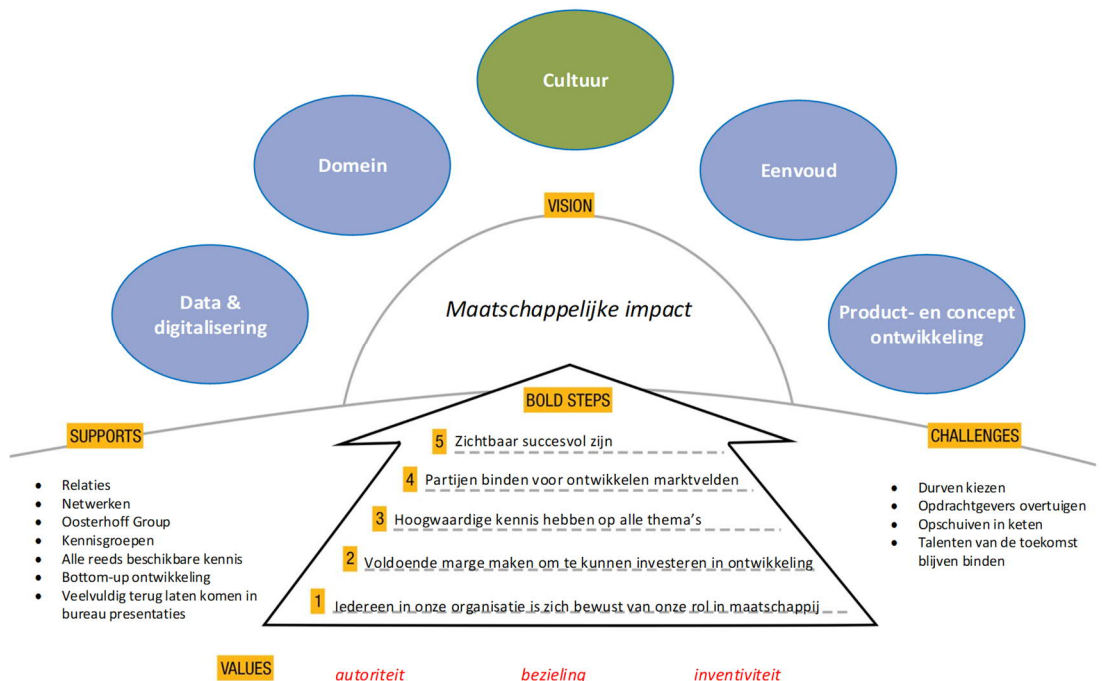 Cultuur
Domein
Eenvoud
VISION
Data &
digitalisering
Maatschappelijke impact
Product- en concept
ontwikkeling
BOLD STEPS
SUPPORTS
CHALLENGES
5 Zichtbaar succesvol zijn
4 Partijen binden voor ontwikkelen marktvelden
3 Hoogwaardige kennis hebben op alle thema's
2 Voldoende marge maken om te kunnen investeren in ontwikkeling
1 Iedereen in onze organisatie is zich bewust van onze rol in maatschappij
• Relaties
• Netwerken
• Oosterhoff Group
• Kennisgroepen
• Alle reeds beschikbare kennis
• Bottom-up ontwikkeling
• Veelvuldig terug laten komen in
bureau presentaties
• Durven kiezen
• Opdrachtgevers overtuigen
• Opschuiven in keten
• Talenten van de toekomst
blijven binden
VALUES autoriteit bezieling inventiviteit